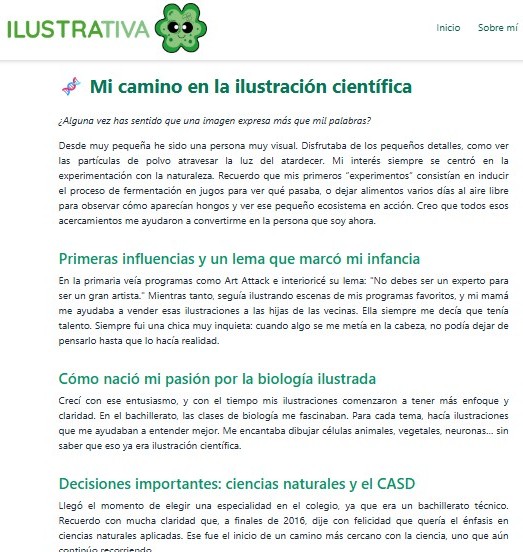 ILUSTRATIVA
Inicio Sobre mí
Mi camino en la ilustración científica
¿Alguna vez has sentido que una imagen expresa más que mil palabras?
Desde muy pequeña he sido una persona muy visual. Disfrutaba de los pequeños detalles, como ver
las partículas de polvo atravesar la luz del atardecer. Mi interés siempre se centró en la
experimentación con la naturaleza. Recuerdo que mis primeros “experimentos” consistían en inducir
el proceso de fermentación en jugos para ver qué pasaba, o dejar alimentos varios días al aire libre
para observar cómo aparecían hongos y ver ese pequeño ecosistema en acción. Creo que todos esos
acercamientos me ayudaron a convertirme en la persona que soy ahora.
Primeras influencias y un lema que marcó mi infancia
En la primaria veía programas como Art Attack e interioricé su lema: “No debes ser un experto para
ser un gran artista.” Mientras tanto, seguía ilustrando escenas de mis programas favoritos, y mi mamá
me ayudaba a vender esas ilustraciones a las hijas de las vecinas. Ella siempre me decía que tenía
talento. Siempre fui una chica muy inquieta: cuando algo se me metía en la cabeza, no podía dejar de
pensarlo hasta que lo hacía realidad.
Cómo nació mi pasión por la biología ilustrada
Crecí con ese entusiasmo, y con el tiempo mis ilustraciones comenzaron a tener más enfoque y
claridad. En el bachillerato, las clases de biología me fascinaban. Para cada tema, hacía ilustraciones
que me ayudaban a entender mejor. Me encantaba dibujar células animales, vegetales, neuronas… sin
saber que eso ya era ilustración científica.
Decisiones importantes: ciencias naturales y el CASD
Llegó el momento de elegir una especialidad en el colegio, ya que era un bachillerato técnico.
Recuerdo con mucha claridad que, a finales de 2016, dije con felicidad que quería el énfasis en
ciencias naturales aplicadas. Ese fue el inicio de un camino más cercano con la ciencia, uno que aún
continúo recorriendo.